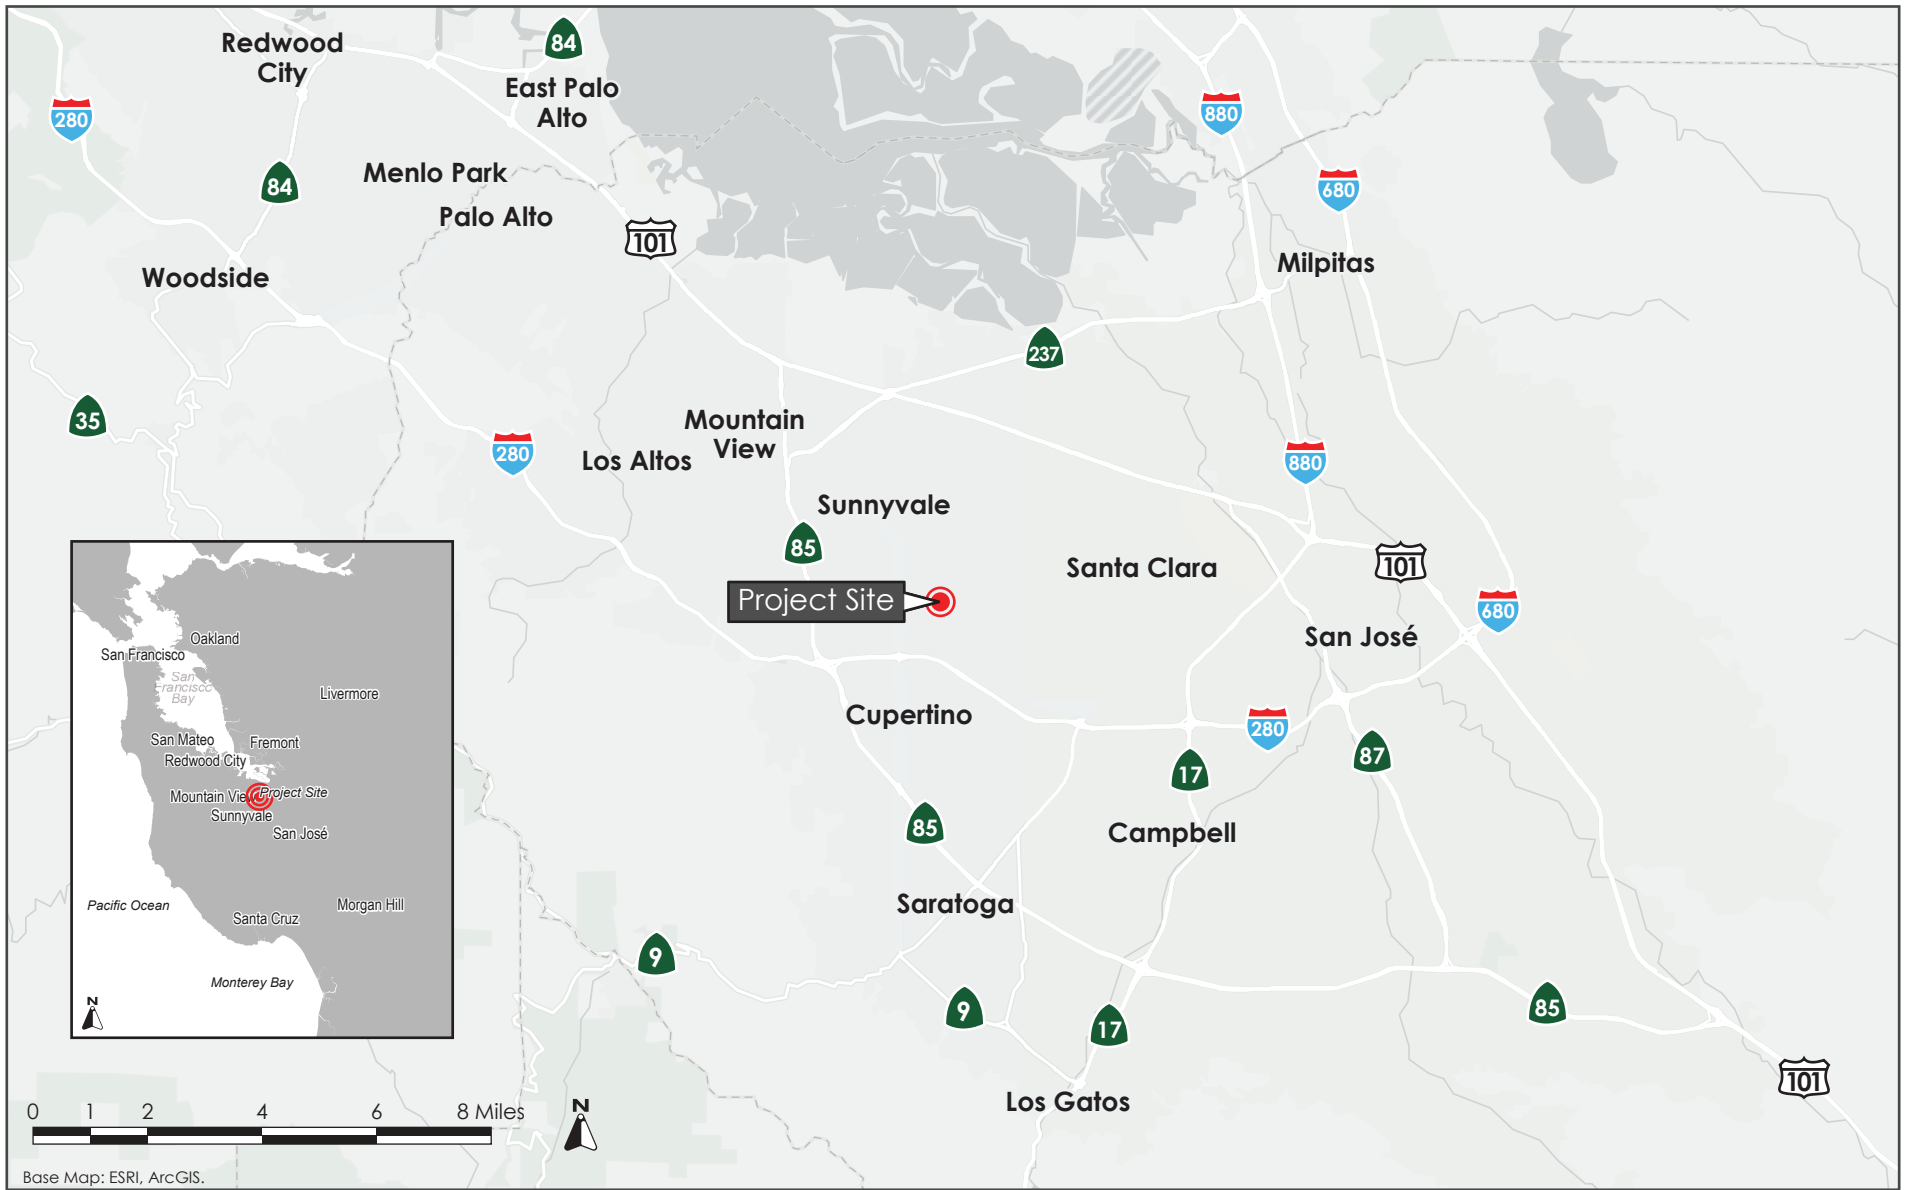 Redwood
City
84
East Palo
Alto
280
880
84
Menlo Park
680
Palo Alto
101
Woodside
Milpitas
237
35
Mountain
View
280
Los Altos
880
Sunnyvale
85
Santa Clara
101
Project Site
680
San José
Cupertino
280
87
17
85
Campbell
Saratoga
9
9
17
85
Los Gatos
101
Oakland
San Francisco
San
Francisco
Bay
Livermore
San Mateo
Fremont
Redwood City
Mountain View
Project Site
Sunnyvale
San José
Pacific Ocean
Santa Cruz
Morgan Hill
Monterey Bay
N
0 1 2 4 6 8 Miles
N
Base Map: ESRI, ArcGIS.